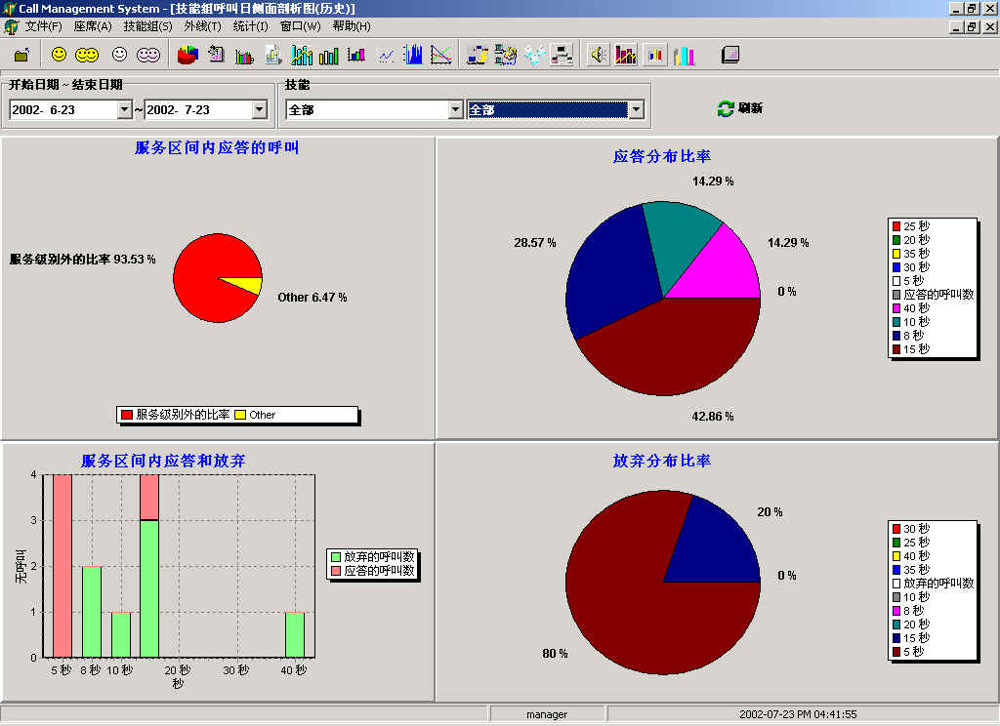 Call Management System - [技能组呼叫日侧面剖析图(历史)]
文件(F) 座席(A) 技能组(S) 外线(T) 统计(I) 窗口(W) 帮助(H)
开始日期 ~ 结束日期
技能
2002- 6-23 ~ 2002- 7-23
全部
全部
刷新
服务区间内应答的呼叫
服务级别外的比率 93.53 %
Other 6.47 %
服务级别外的比率 Other
应答分布比率
14.29 %
28.57 %
14.29 %
0 %
42.86 %
25 秒
20 秒
35 秒
30 秒
5 秒
应答的呼叫数
40 秒
10 秒
8 秒
15 秒
服务区间内应答和放弃
4
3
2
1
0
无呼叫
5 秒 8 秒 10 秒 20 秒 30 秒 40 秒
秒
放弃的呼叫数
应答的呼叫数
放弃分布比率
20 %
0 %
80 %
30 秒
25 秒
40 秒
35 秒
放弃的呼叫数
10 秒
8 秒
20 秒
15 秒
5 秒
manager
2002-07-23 PM 04:41:55